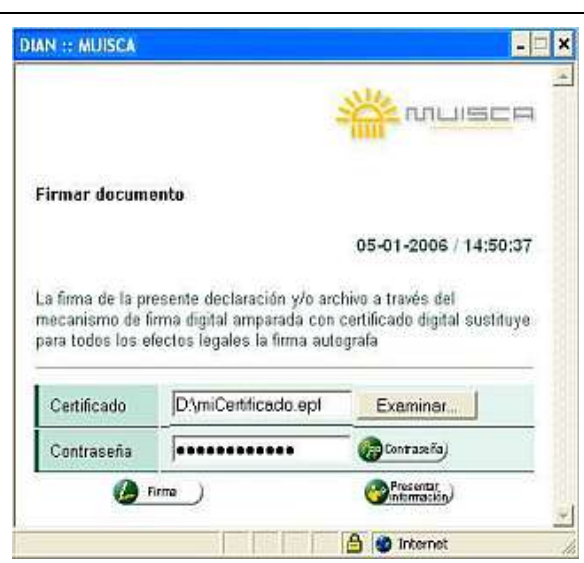 DIAN :: MUISCA
MUISCA
Firmar documento
05-01-2006 / 14:50:37
La firma de la presente declaración y/o archivo a través del
mecanismo de firma digital amparada con certificado digital sustituye
para todos los efectos legales la firma autografa
Certificado D:\miCertificado.epf Examinar...
Contraseña ●●●●●●●●●●●● Contraseña
Firma Presentar
información
Internet